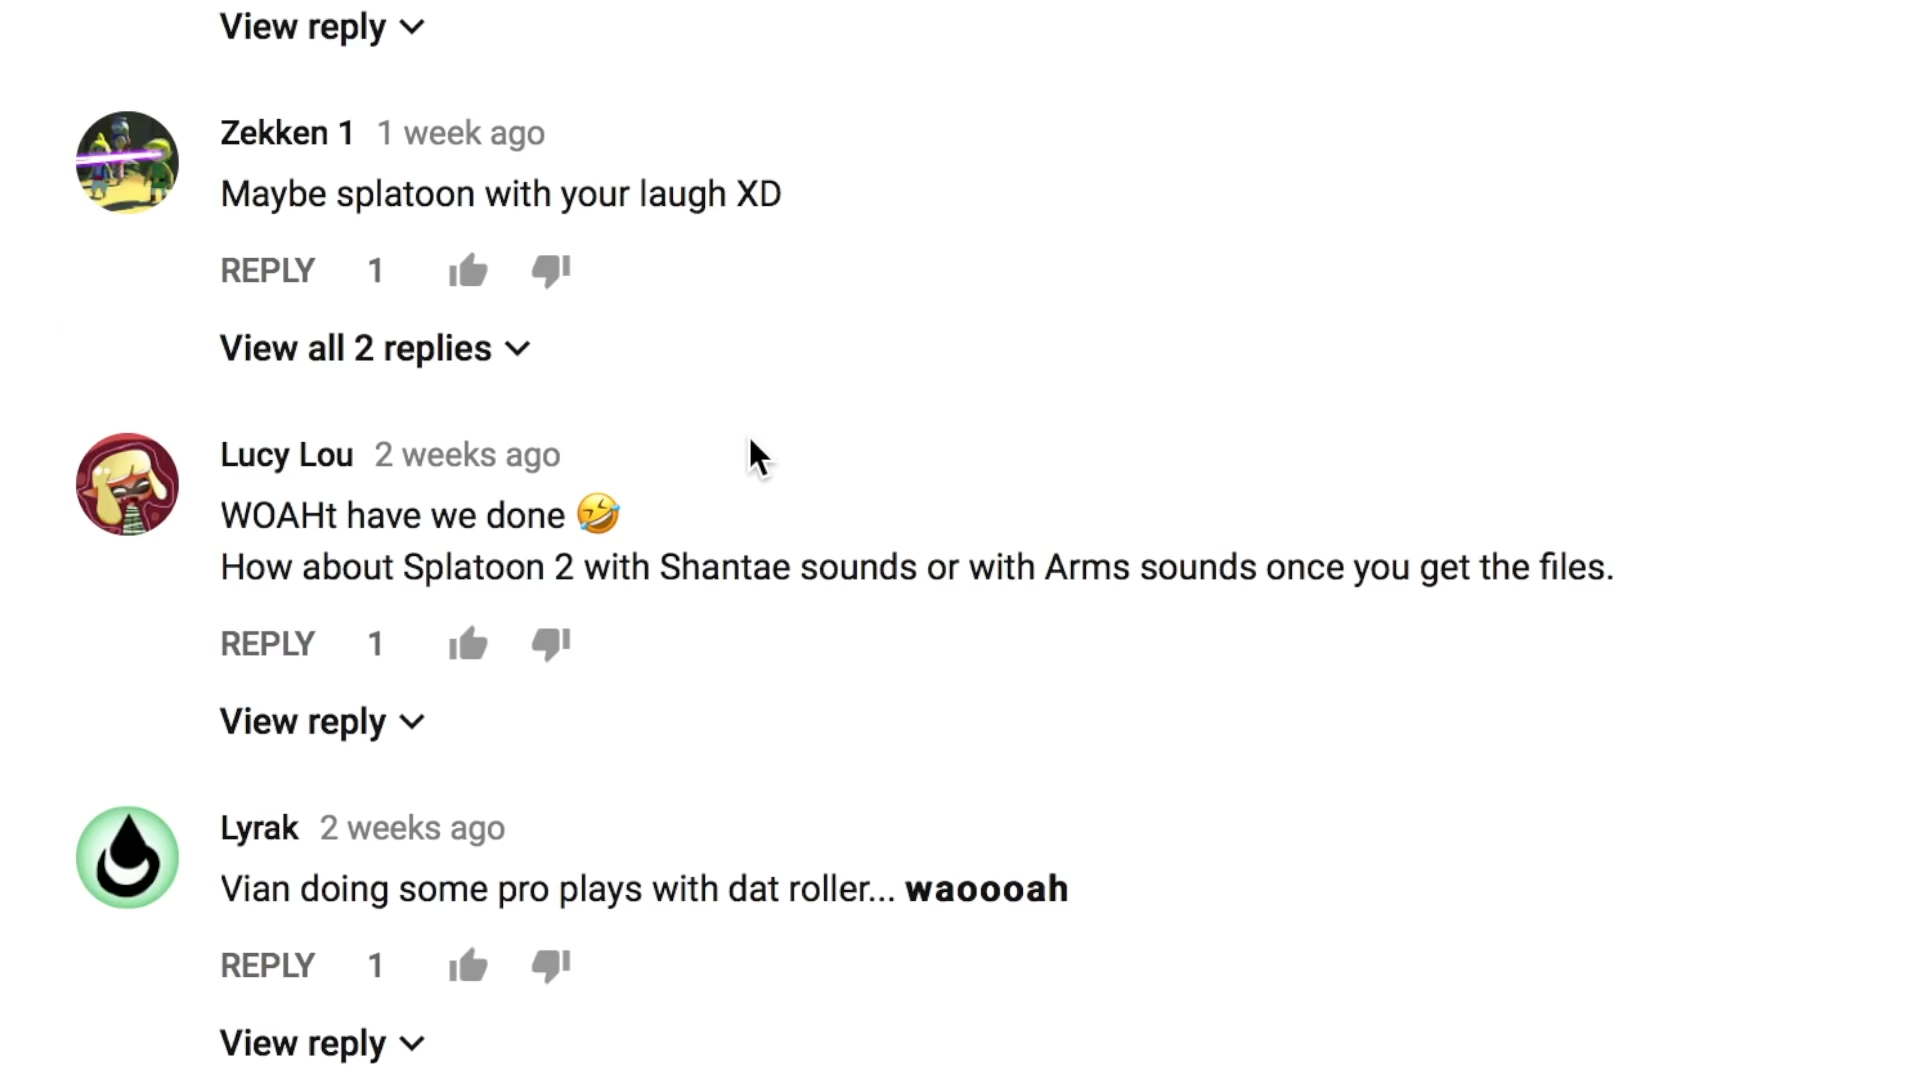 View reply
Zekken 1 1 week ago
Maybe splatoon with your laugh XD
REPLY 1
View all 2 replies
Lucy Lou 2 weeks ago
WOAHt have we done 🤣
How about Splatoon 2 with Shantae sounds or with Arms sounds once you get the files.
REPLY 1
View reply
Lyrak 2 weeks ago
Vian doing some pro plays with dat roller... waoooah
REPLY 1
View reply